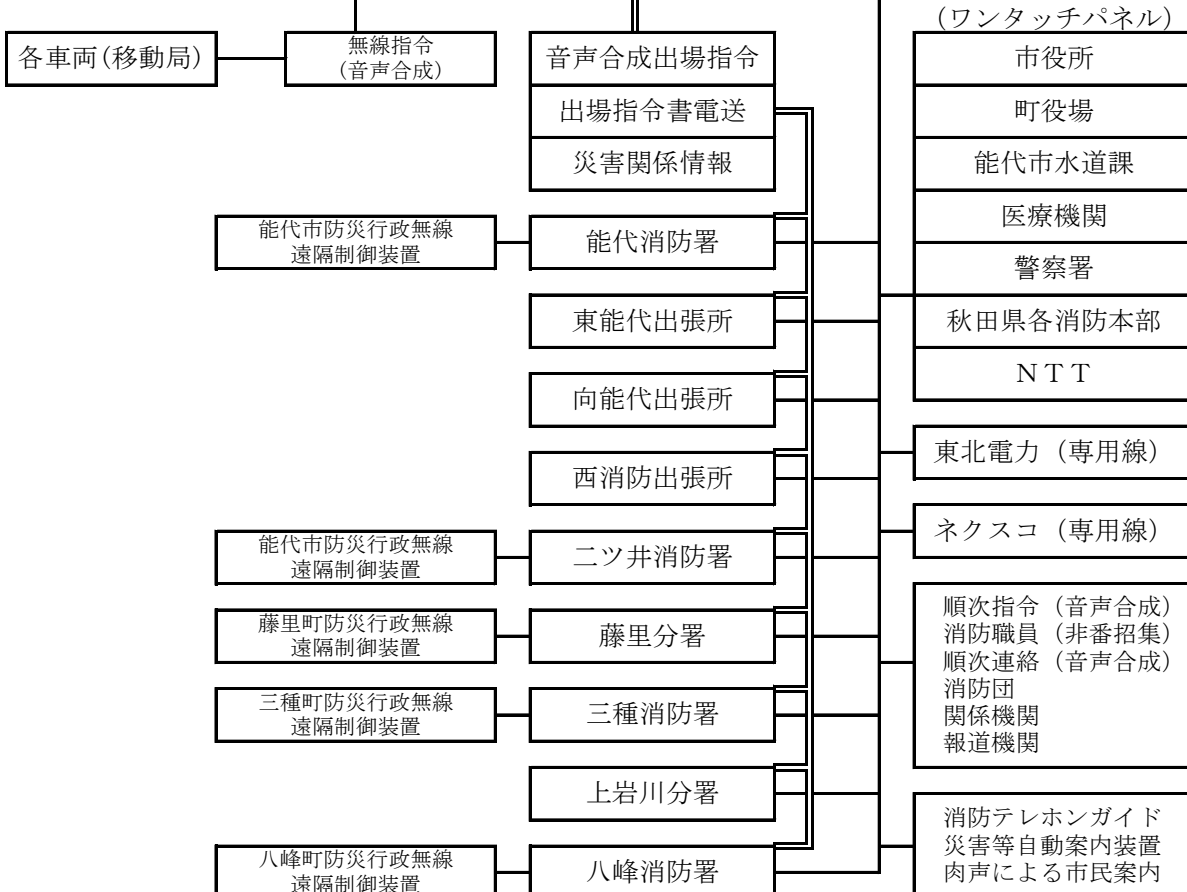 (ワンタッチパネル)
各車両(移動局)
無線指令
(音声合成)
音声合成出場指令
出場指令書電送
災害関係情報
能代市防災行政無線
遠隔制御装置
能代消防署
東能代出張所
向能代出張所
西消防出張所
能代市防災行政無線
遠隔制御装置
二ツ井消防署
藤里町防災行政無線
遠隔制御装置
藤里分署
三種町防災行政無線
遠隔制御装置
三種消防署
上岩川分署
八峰町防災行政無線
遠隔制御装置
八峰消防署
市役所
町役場
能代市水道課
医療機関
警察署
秋田県各消防本部
NTT
東北電力(専用線)
ネクスコ(専用線)
順次指令(音声合成)
消防職員(非番招集)
順次連絡(音声合成)
消防団
関係機関
報道機関
消防テレホンガイド
災害等自動案内装置
肉声による市民案内